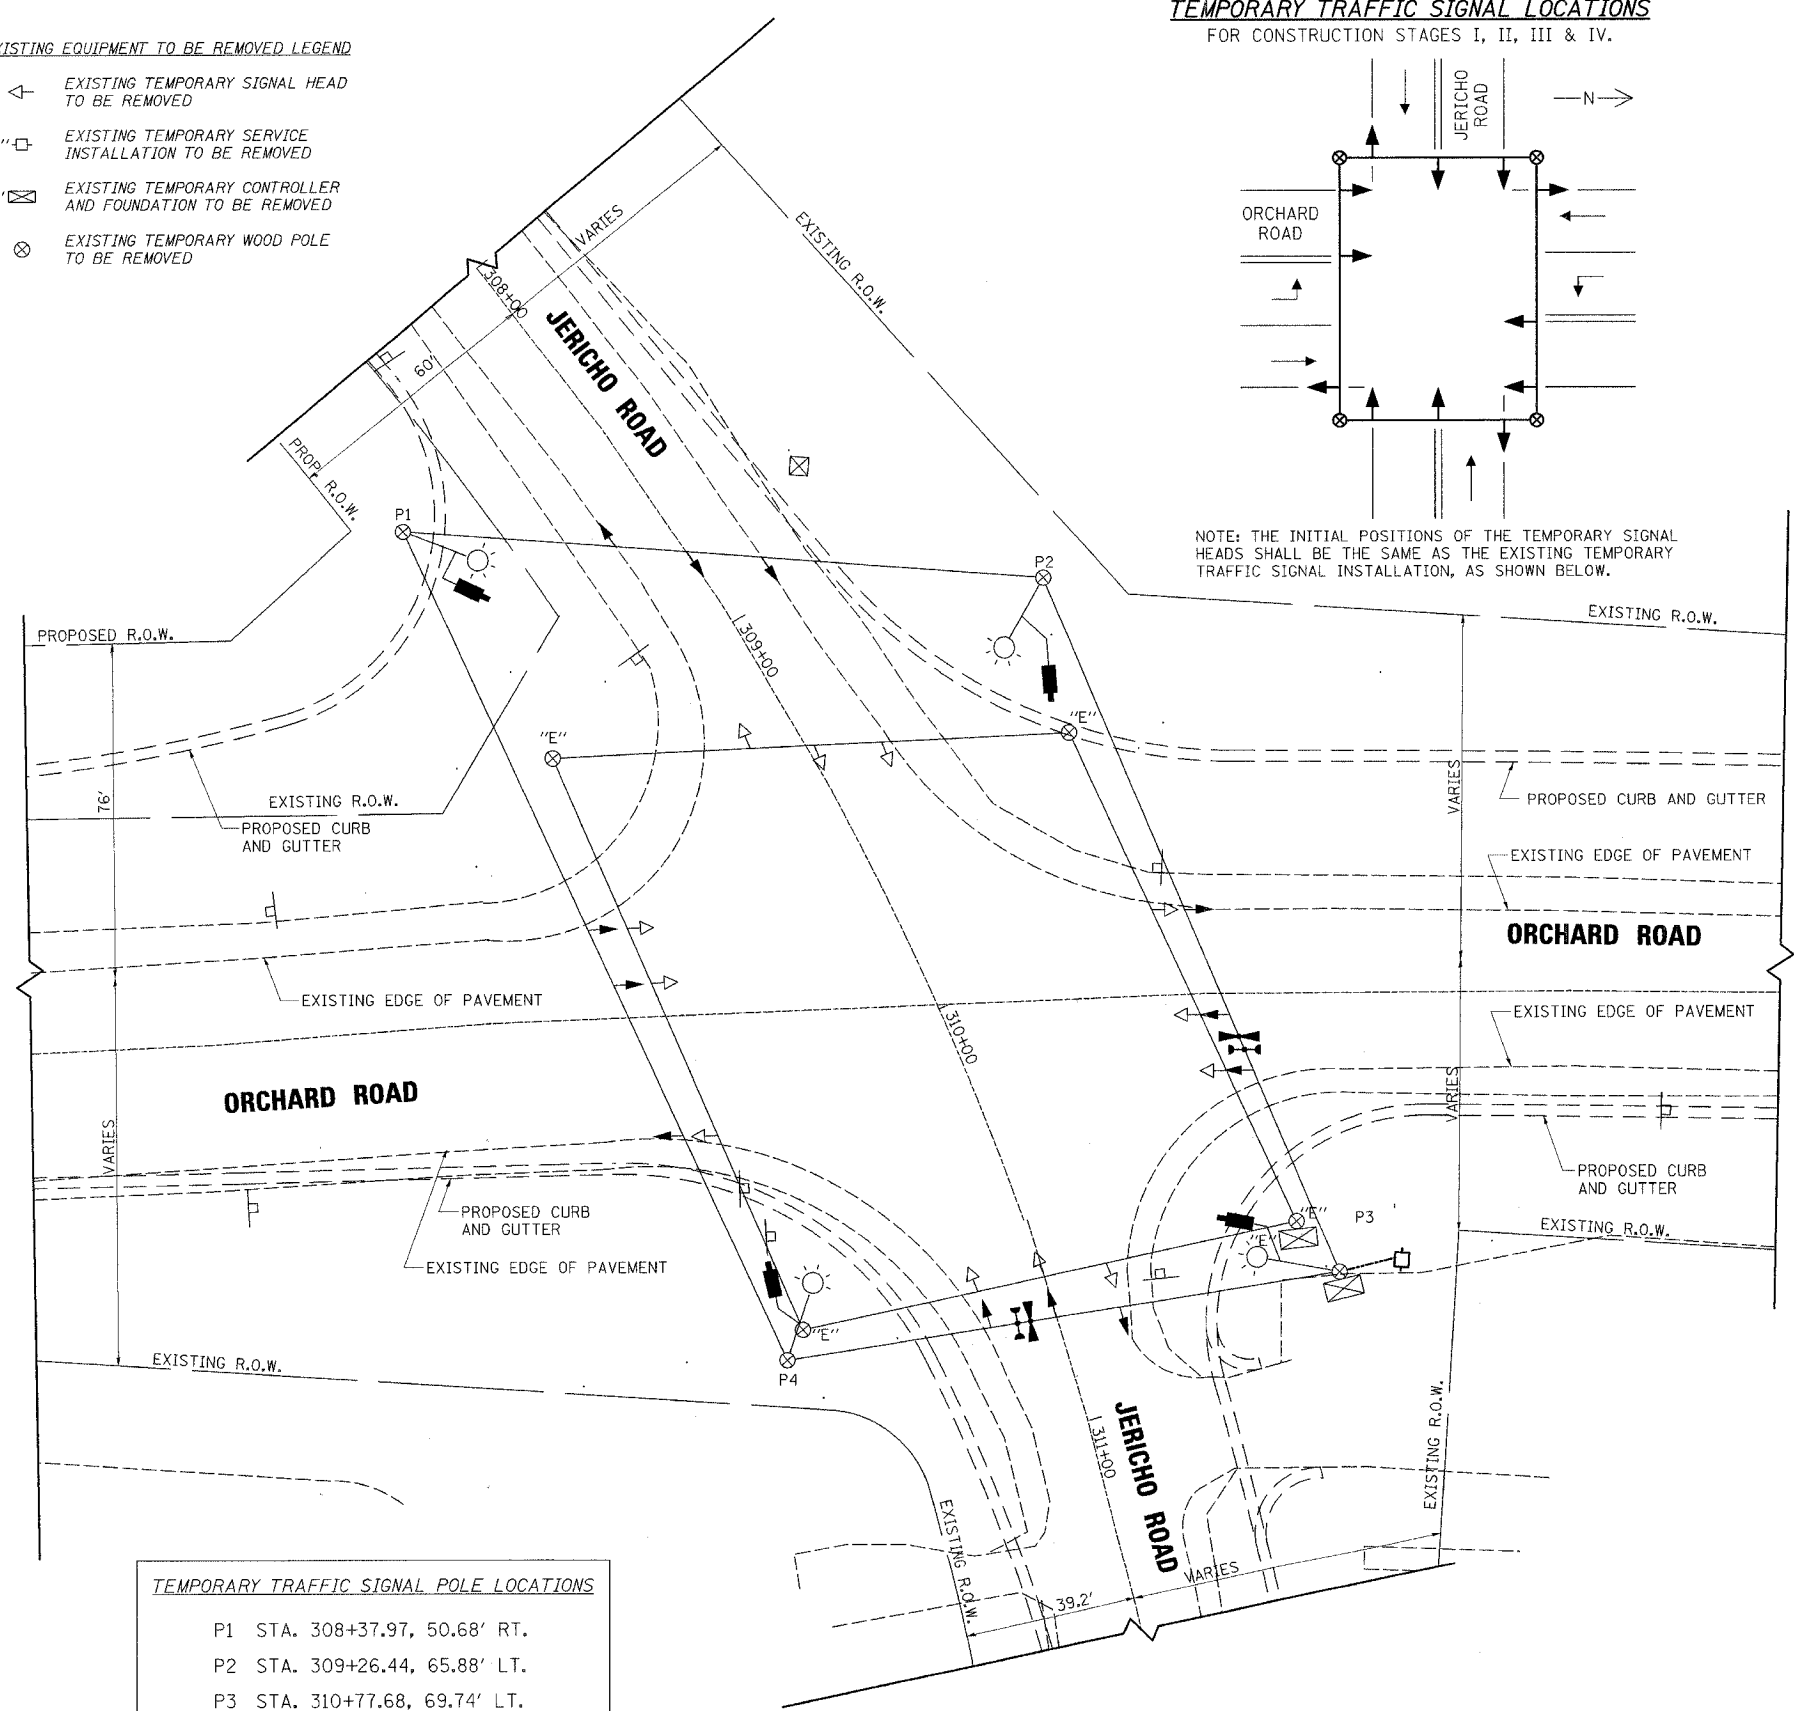 TEMPORARY TRAFFIC SIGNAL LOCATIONS
FOR CONSTRUCTION STAGES I, II, III & IV.
EQUIPMENT TO BE REMOVED LEGEND
EXISTING TEMPORARY SIGNAL HEAD
TO BE REMOVED
EXISTING TEMPORARY SERVICE
INSTALLATION TO BE REMOVED
EXISTING TEMPORARY CONTROLLER
AND FOUNDATION TO BE REMOVED
EXISTING TEMPORARY WOOD POLE
TO BE REMOVED
JERICHO
ROAD
N
ORCHARD
ROAD
NOTE: THE INITIAL POSITIONS OF THE TEMPORARY SIGNAL
HEADS SHALL BE THE SAME AS THE EXISTING TEMPORARY
TRAFFIC SIGNAL INSTALLATION, AS SHOWN BELOW.
VARIES
EXISTING R.O.W.
308+00
60'
JERICHO ROAD
PROP. R.O.W.
P1
P2
EXISTING R.O.W.
PROPOSED R.O.W.
309+00
"E"
"E"
76'
EXISTING R.O.W.
PROPOSED CURB
AND GUTTER
VARIES
PROPOSED CURB AND GUTTER
EXISTING EDGE OF PAVEMENT
ORCHARD ROAD
EXISTING EDGE OF PAVEMENT
310+00
EXISTING EDGE OF PAVEMENT
ORCHARD ROAD
VARIES
VARIES
PROPOSED CURB
AND GUTTER
PROPOSED CURB
AND GUTTER
EXISTING EDGE OF PAVEMENT
"E"
P3
"E"
EXISTING R.O.W.
"E"
P4
EXISTING R.O.W.
311+00
JERICHO ROAD
EXISTING R.O.W.
EXISTING R.O.W.
39.2'
VARIES
TEMPORARY TRAFFIC SIGNAL POLE LOCATIONS
P1 STA. 308+37.97, 50.68' RT.
P2 STA. 309+26.44, 65.88' LT.
P3 STA. 310+77.68, 69.74' LT.